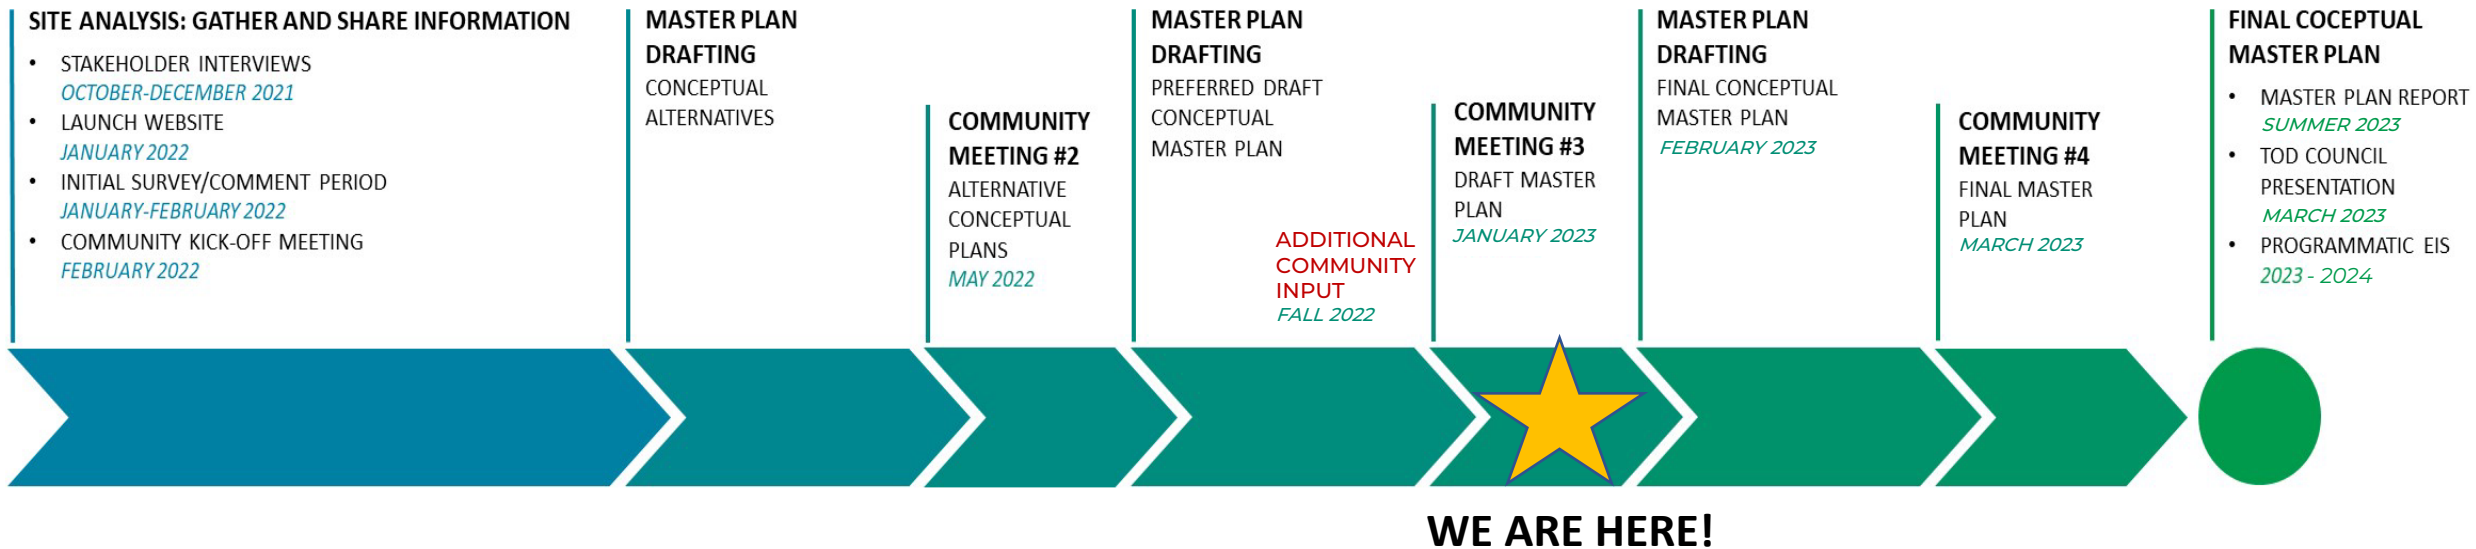 SITE ANALYSIS: GATHER AND SHARE INFORMATION
• STAKEHOLDER INTERVIEWS
OCTOBER-DECEMBER 2021
• LAUNCH WEBSITE
JANUARY 2022
• INITIAL SURVEY/COMMENT PERIOD
JANUARY-FEBRUARY 2022
• COMMUNITY KICK-OFF MEETING
FEBRUARY 2022
MASTER PLAN
DRAFTING
CONCEPTUAL
ALTERNATIVES
COMMUNITY
MEETING #2
ALTERNATIVE
CONCEPTUAL
PLANS
MAY 2022
MASTER PLAN
DRAFTING
PREFERRED DRAFT
CONCEPTUAL
MASTER PLAN
ADDITIONAL
COMMUNITY
INPUT
FALL 2022
COMMUNITY
MEETING #3
DRAFT MASTER
PLAN
JANUARY 2023
MASTER PLAN
DRAFTING
FINAL CONCEPTUAL
MASTER PLAN
FEBRUARY 2023
COMMUNITY
MEETING #4
FINAL MASTER
PLAN
MARCH 2023
FINAL COCEPTUAL
MASTER PLAN
• MASTER PLAN REPORT
SUMMER 2023
• TOD COUNCIL
PRESENTATION
MARCH 2023
• PROGRAMMATIC EIS
2023 - 2024
WE ARE HERE!